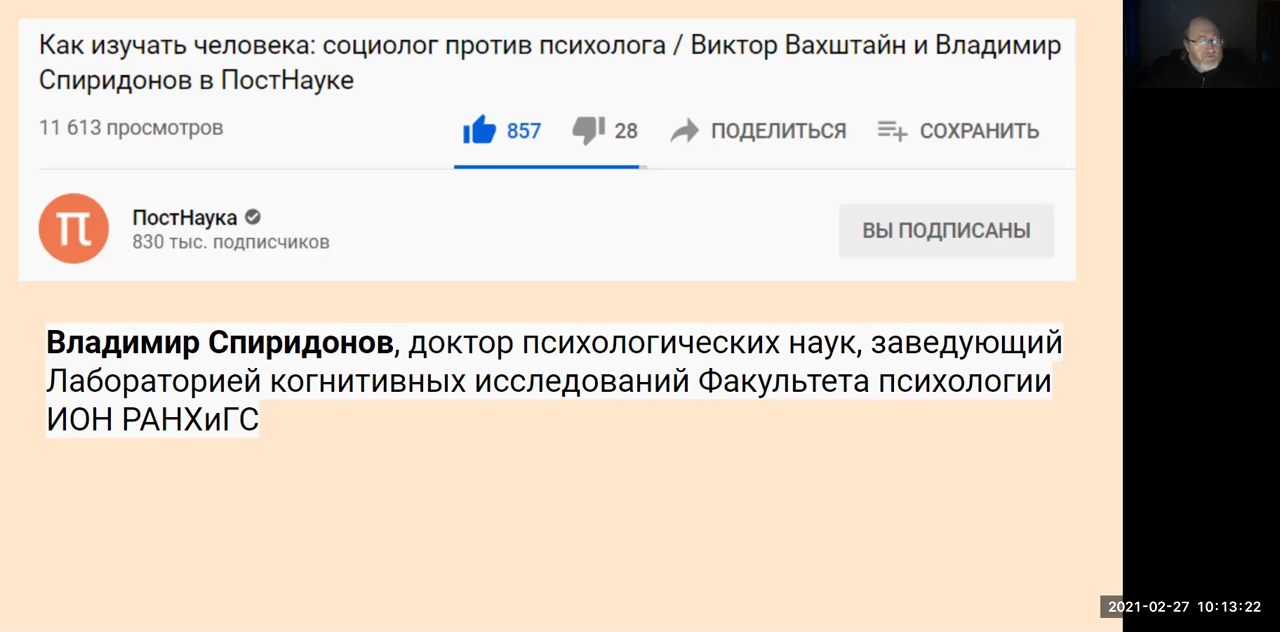 Как изучать человека: социолог против психолога / Виктор Вахштайн и Владимир
Спиридонов в ПостНауке
11 613 просмотров
857
28
ПОДЕЛИТЬСЯ
СОХРАНИТЬ
ПостНаука
830 тыс. подписчиков
ВЫ ПОДПИСАНЫ
Владимир Спиридонов, доктор психологических наук, заведующий
Лабораторией когнитивных исследований Факультета психологии
ИОН РАНХиГС
2021-02-27 10:13:22